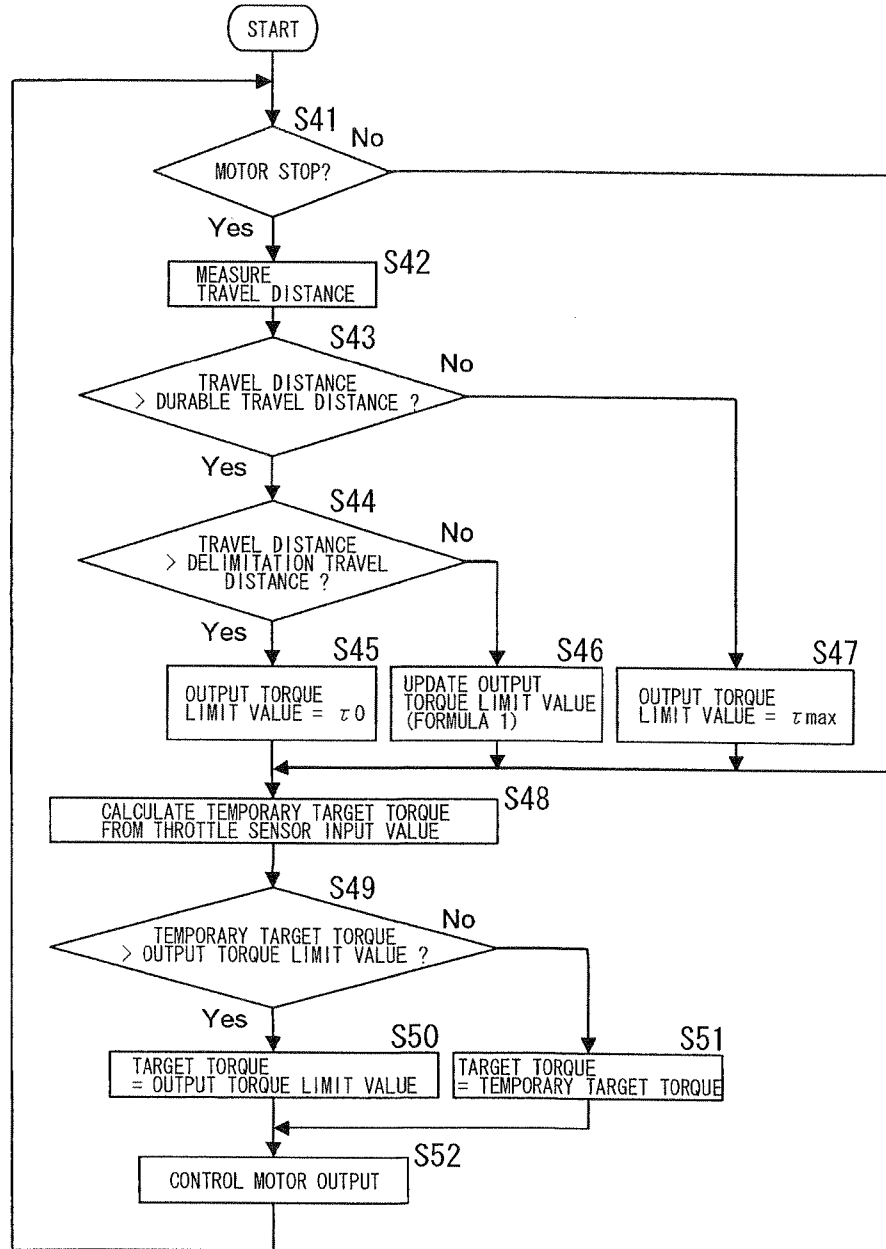 START
S41
No
MOTOR STOP?
Yes
S42
MEASURE
TRAVEL DISTANCE
S43
No
TRAVEL DISTANCE
> DURABLE TRAVEL DISTANCE ?
Yes
S44
No
TRAVEL DISTANCE
> DELIMITATION TRAVEL
DISTANCE ?
Yes
S45
OUTPUT TORQUE
LIMIT VALUE = τ0
S46
UPDATE OUTPUT
TORQUE LIMIT VALUE
(FORMULA 1)
S47
OUTPUT TORQUE
LIMIT VALUE = τmax
S48
CALCULATE TEMPORARY TARGET TORQUE
FROM THROTTLE SENSOR INPUT VALUE
S49
No
TEMPORARY TARGET TORQUE
> OUTPUT TORQUE LIMIT VALUE ?
Yes
S50
TARGET TORQUE
= OUTPUT TORQUE LIMIT VALUE
S51
TARGET TORQUE
= TEMPORARY TARGET TORQUE
S52
CONTROL MOTOR OUTPUT